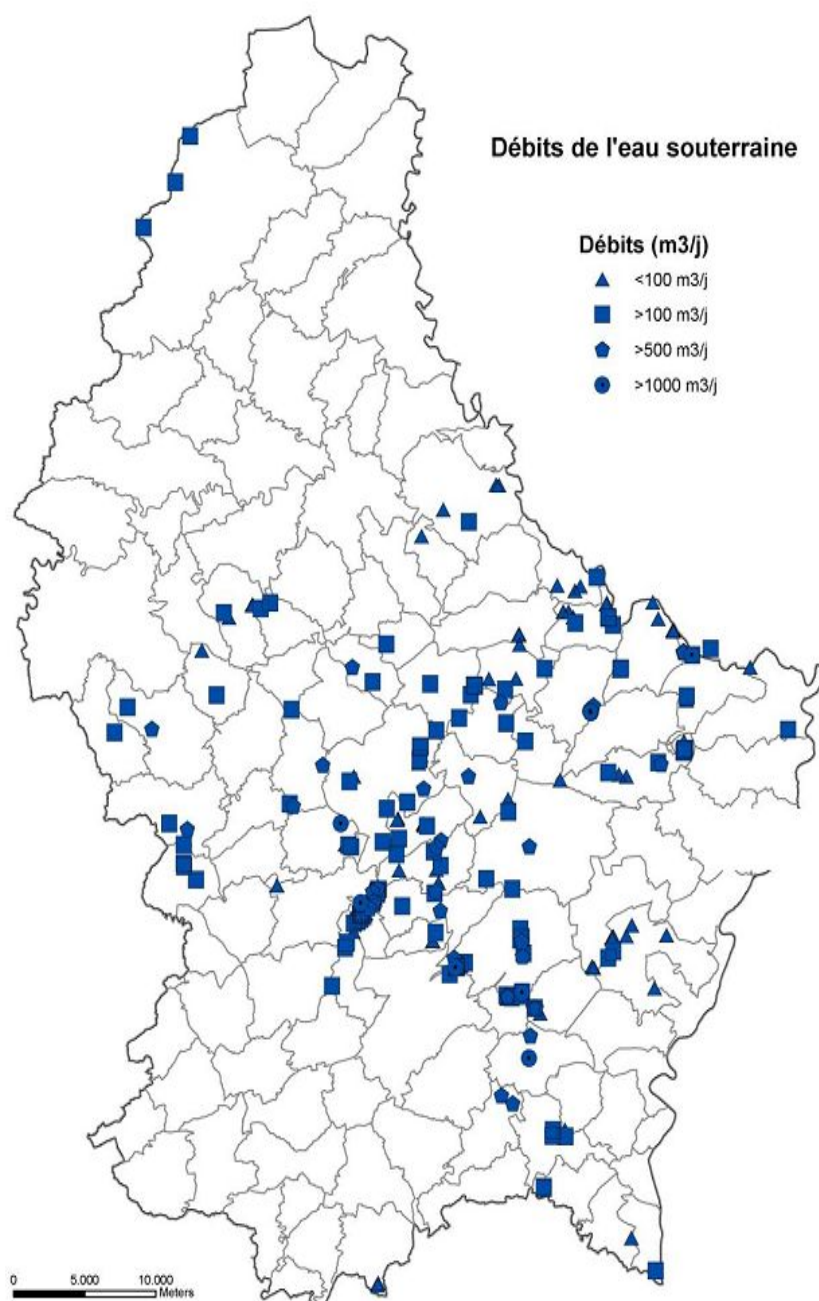 Débits de l'eau souterraine
Débits (m3/j)
<100 m3/j
>100 m3/j
>500 m3/j
>1000 m3/j
0 5.000 10.000
Meters